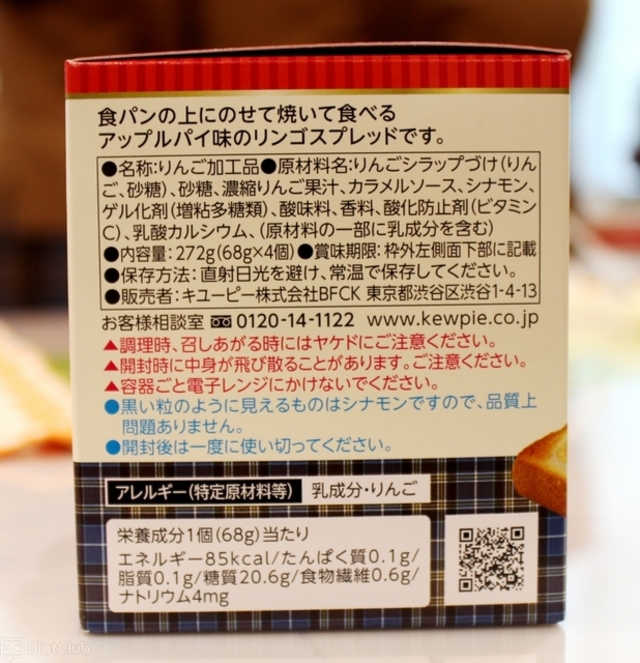 食パンの上にのせて焼いて食べる
アップルパイ味のリンゴスプレッドです。
●名称:りんご加工品●原材料名:りんごシラップづけ(りん
ご、砂糖)、砂糖、濃縮りんご果汁、カラメルソース、シナモン、
ゲル化剤(増粘多糖類)、酸味料、香料、酸化防止剤(ビタミン
C)、乳酸カルシウム、(原材料の一部に乳成分を含む)
●内容量:272g(68g×4個)●賞味期限:枠外左側面下部に記載
●保存方法:直射日光を避け、常温で保存してください。
●販売者:キユーピー株式会社BFCK 東京都渋谷区渋谷1-4-13
お客様相談室 0120-14-1122 www.kewpie.co.jp
▲調理時、召しあがる時にはヤケドにご注意ください。
▲開封時に中身が飛び散ることがあります。ご注意ください。
▲容器ごと電子レンジにかけないでください。
●黒い粒のように見えるものはシナモンですので、品質上
問題ありません。
●開封後は一度に使い切ってください。
アレルギー(特定原材料等) 乳成分・りんご
栄養成分1個(68g)当たり
エネルギー85kcal/たんぱく質0.1g/
脂質0.1g/糖質20.6g/食物繊維0.6g/
ナトリウム4mg
DietClub